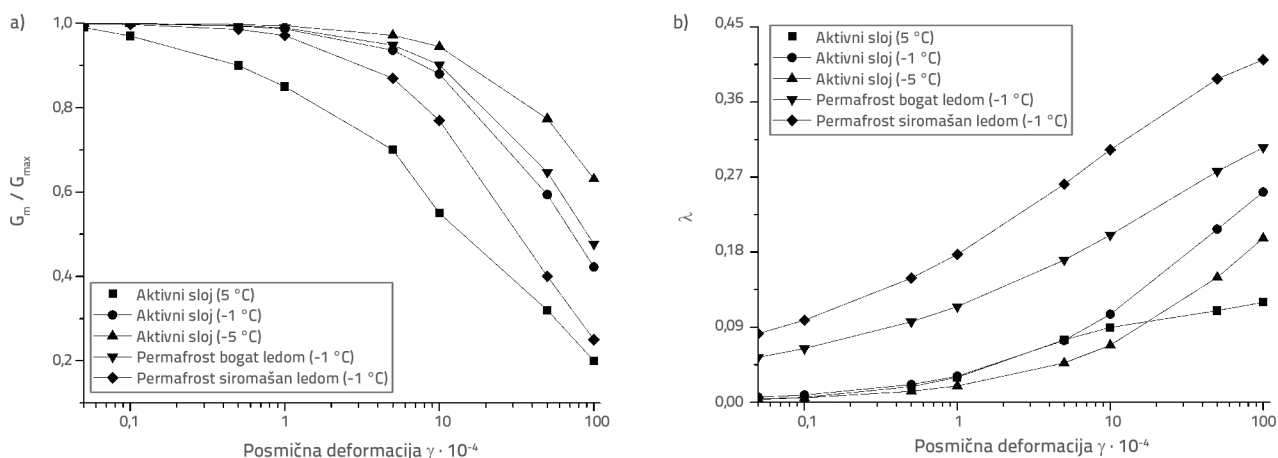 a)
1,0
0,8
0,6
0,4
0,2
G_m / G_max
Aktivni sloj (5 °C)
Aktivni sloj (-1 °C)
Aktivni sloj (-5 °C)
Permafrost bogat ledom (-1 °C)
Permafrost siromašan ledom (-1 °C)
0,1 1 10 100
Posmična deformacija γ · 10⁻⁴
b)
0,45
0,36
0,27
0,18
0,09
0,00
λ
Aktivni sloj (5 °C)
Aktivni sloj (-1 °C)
Aktivni sloj (-5 °C)
Permafrost bogat ledom (-1 °C)
Permafrost siromašan ledom (-1 °C)
0,1 1 10 100
Posmična deformacija γ · 10⁻⁴